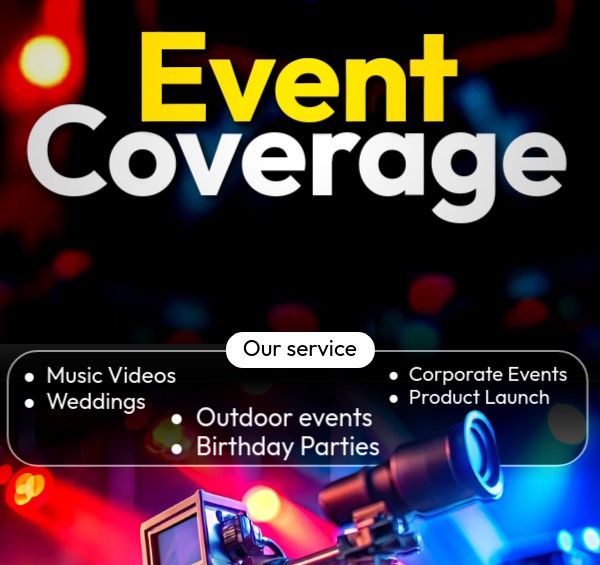 Event
Coverage
Our service
• Music Videos
• Weddings
• Outdoor events
• Birthday Parties
• Corporate Events
• Product Launch